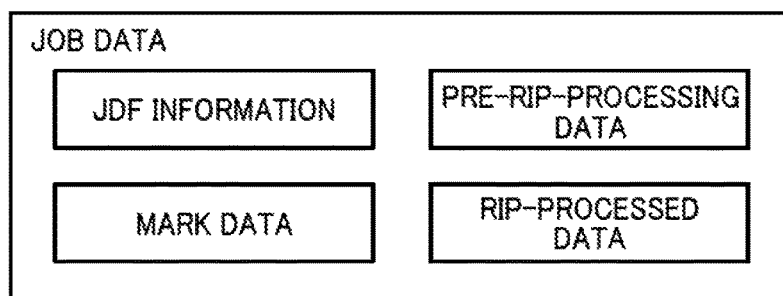 JOB DATA
JDF INFORMATION
PRE-RIP-PROCESSING
DATA
MARK DATA
RIP-PROCESSED
DATA